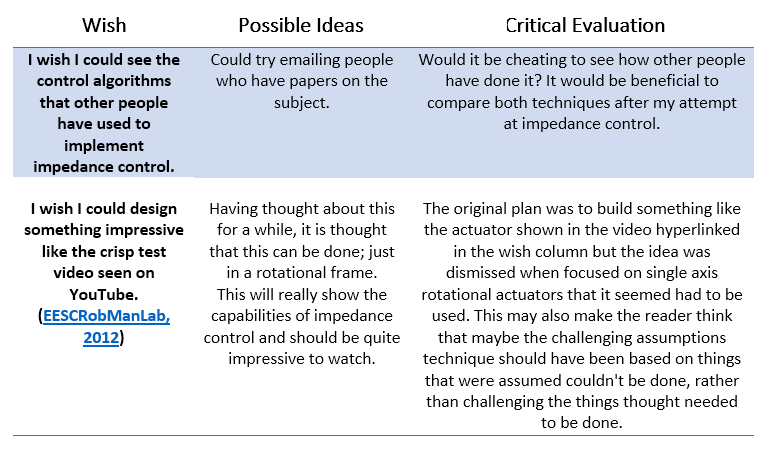 Wish
Possible Ideas
Critical Evaluation
I wish I could see the
control algorithms
that other people
have used to
implement
impedance control.
Could try emailing people
who have papers on the
subject.
Would it be cheating to see how other people
have done it? It would be beneficial to
compare both techniques after my attempt
at impedance control.
I wish I could design
something impressive
like the crisp test
video seen on
YouTube.
(EESCRobManLab,
2012)
Having thought about this
for a while, it is thought
that this can be done; just
in a rotational frame.
This will really show the
capabilities of impedance
control and should be quite
impressive to watch.
The original plan was to build something like
the actuator shown in the video hyperlinked
in the wish column but the idea was
dismissed when focused on single axis
rotational actuators that it seemed had to be
used. This may also make the reader think
that maybe the challenging assumptions
technique should have been based on things
that were assumed couldn't be done, rather
than challenging the things thought needed
to be done.